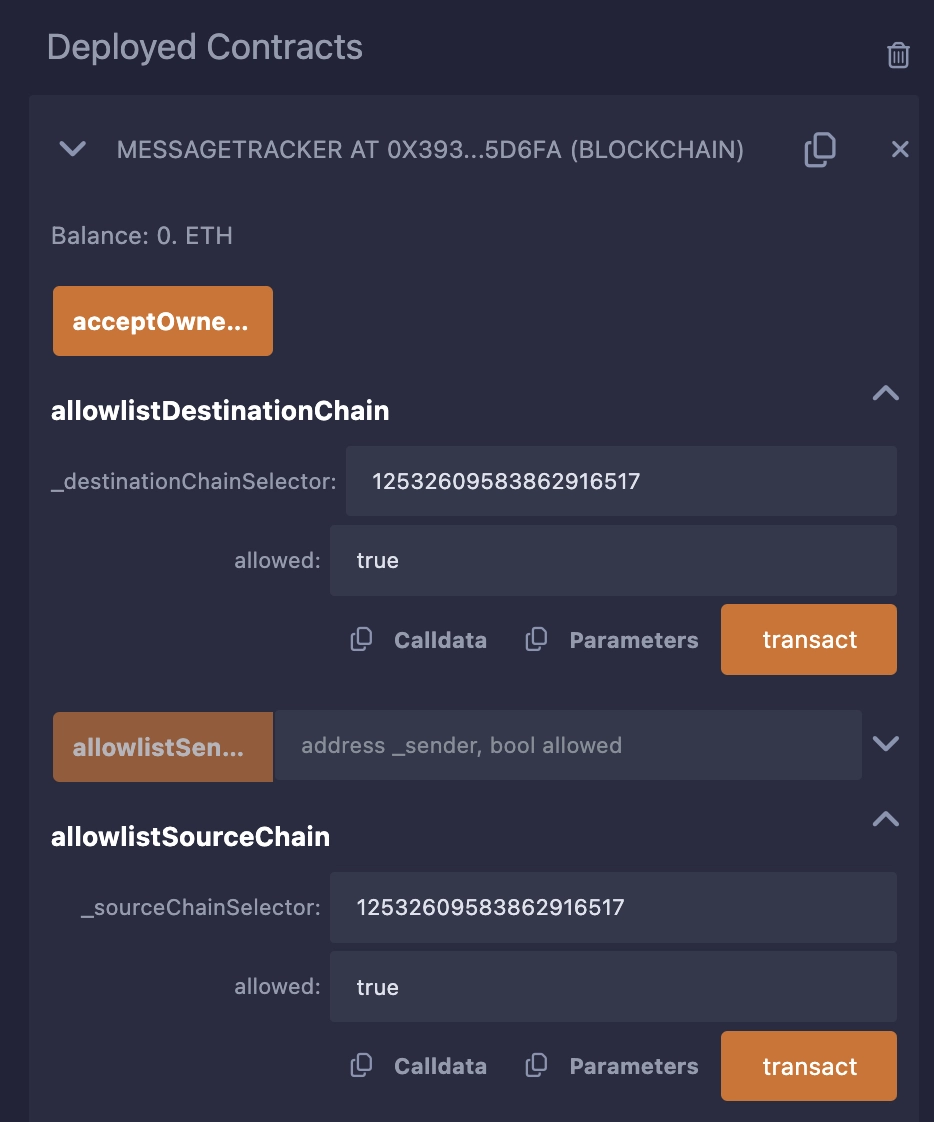 Deployed Contracts
MESSAGETRACKER AT 0X393...5D6FA (BLOCKCHAIN)
Balance: 0. ETH
acceptOwne...
allowlistDestinationChain
_destinationChainSelector: 12532609583862916517
allowed: true
Calldata Parameters transact
allowlistSen... address _sender, bool allowed
allowlistSourceChain
_sourceChainSelector: 12532609583862916517
allowed: true
Calldata Parameters transact